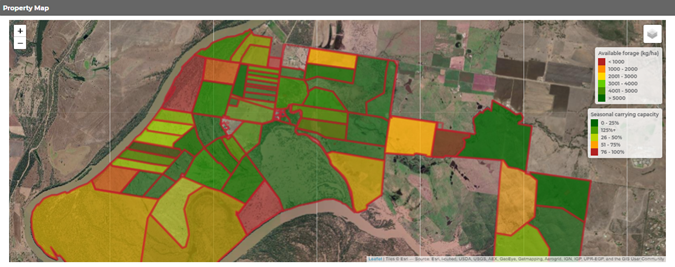 Property Map
+
−
Available forage (kg/ha)
< 1000
1000 - 2000
2001 - 3000
3001 - 4000
4001 - 5000
> 5000
Seasonal carrying capacity
0 - 25%
125%+
26 - 50%
51 - 75%
76 - 100%
Leaflet | Tiles © Esri — Source: Esri, i-cubed, USDA, USGS, AEX, GeoEye, Getmapping, Aerogrid, IGN, IGP, UPR-EGP, and the GIS User Community